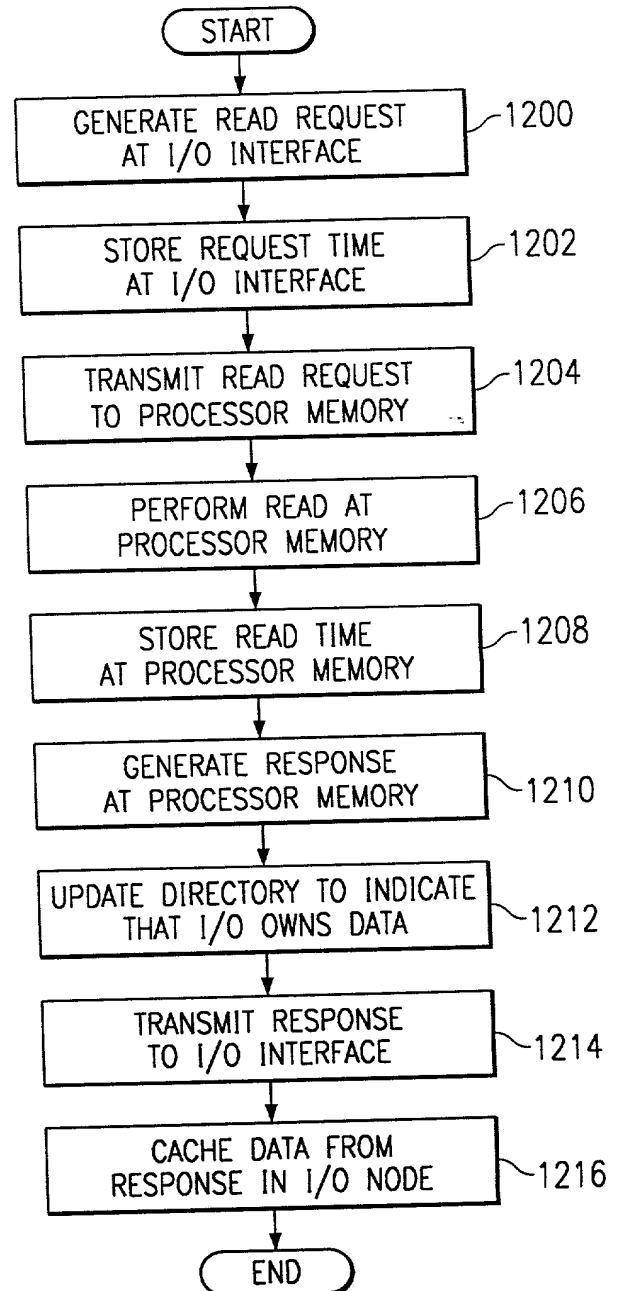 START
GENERATE READ REQUEST
AT I/O INTERFACE
1200
STORE REQUEST TIME
AT I/O INTERFACE
1202
TRANSMIT READ REQUEST
TO PROCESSOR MEMORY
1204
PERFORM READ AT
PROCESSOR MEMORY
1206
STORE READ TIME
AT PROCESSOR MEMORY
1208
GENERATE RESPONSE
AT PROCESSOR MEMORY
1210
UPDATE DIRECTORY TO INDICATE
THAT I/O OWNS DATA
1212
TRANSMIT RESPONSE
TO I/O INTERFACE
1214
CACHE DATA FROM
RESPONSE IN I/O NODE
1216
END